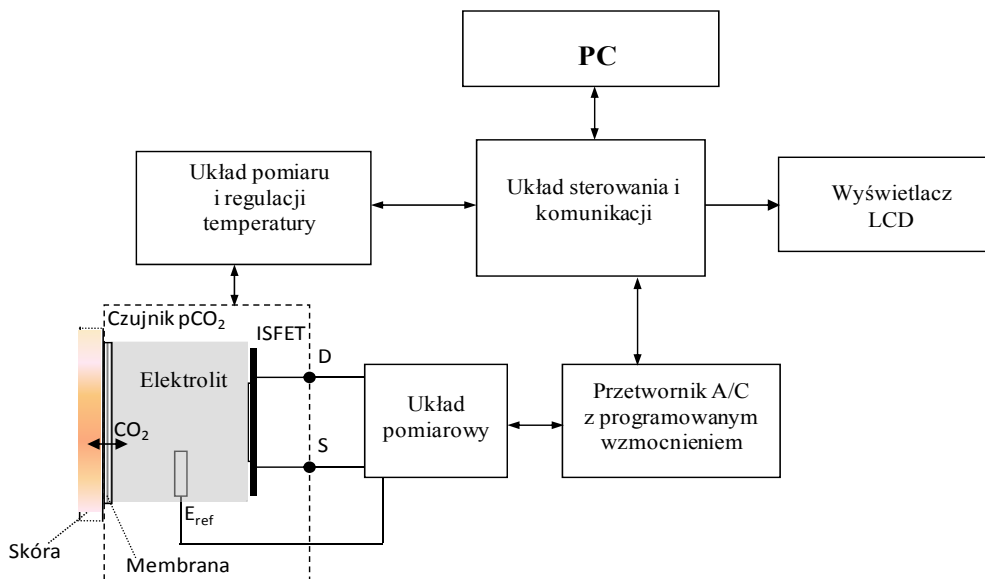 PC
Układ pomiaru
i regulacji
temperatury
Układ sterowania i
komunikacji
Wyświetlacz
LCD
Czujnik pCO₂
ISFET
D
Elektrolit
CO₂
S
E_ref
Układ
pomiarowy
Przetwornik A/C
z programowanym
wzmocnieniem
Skóra
Membrana